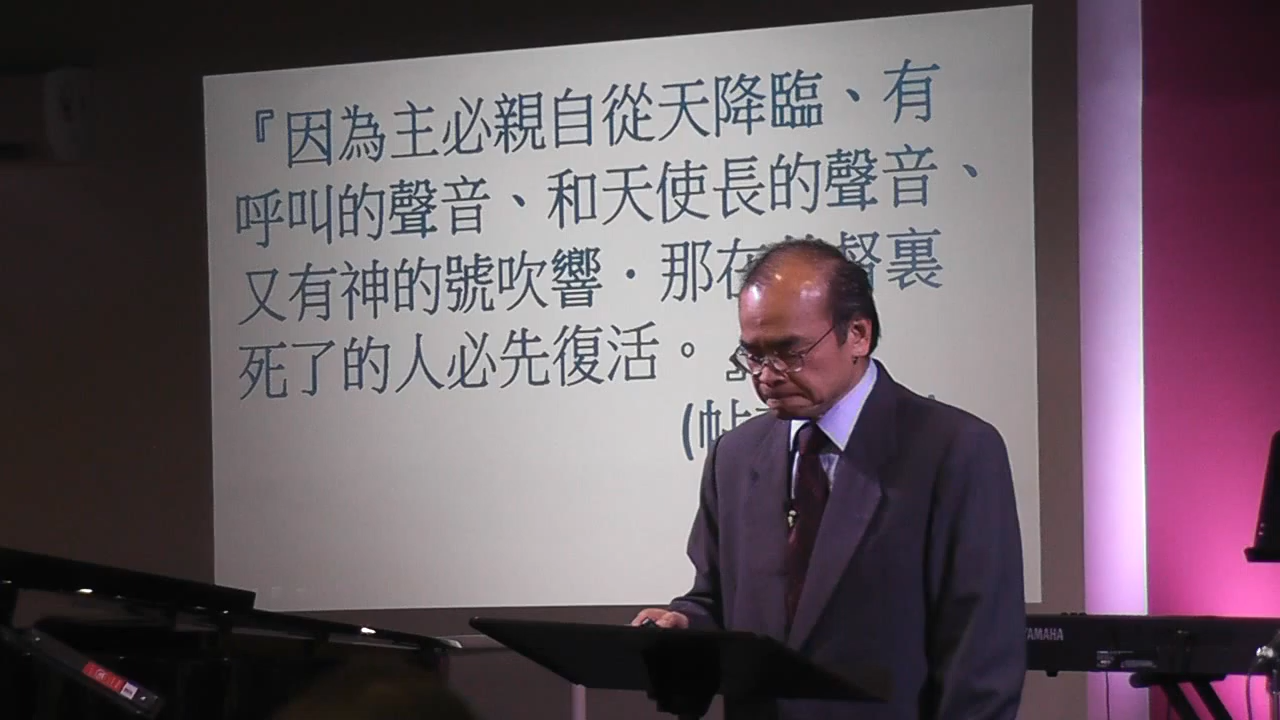 『因為主必親自從天降臨、有
呼叫的聲音、和天使長的聲音、
又有神的號吹響．那在督裏
死了的人必先復活。』
(帖
YAMAHA